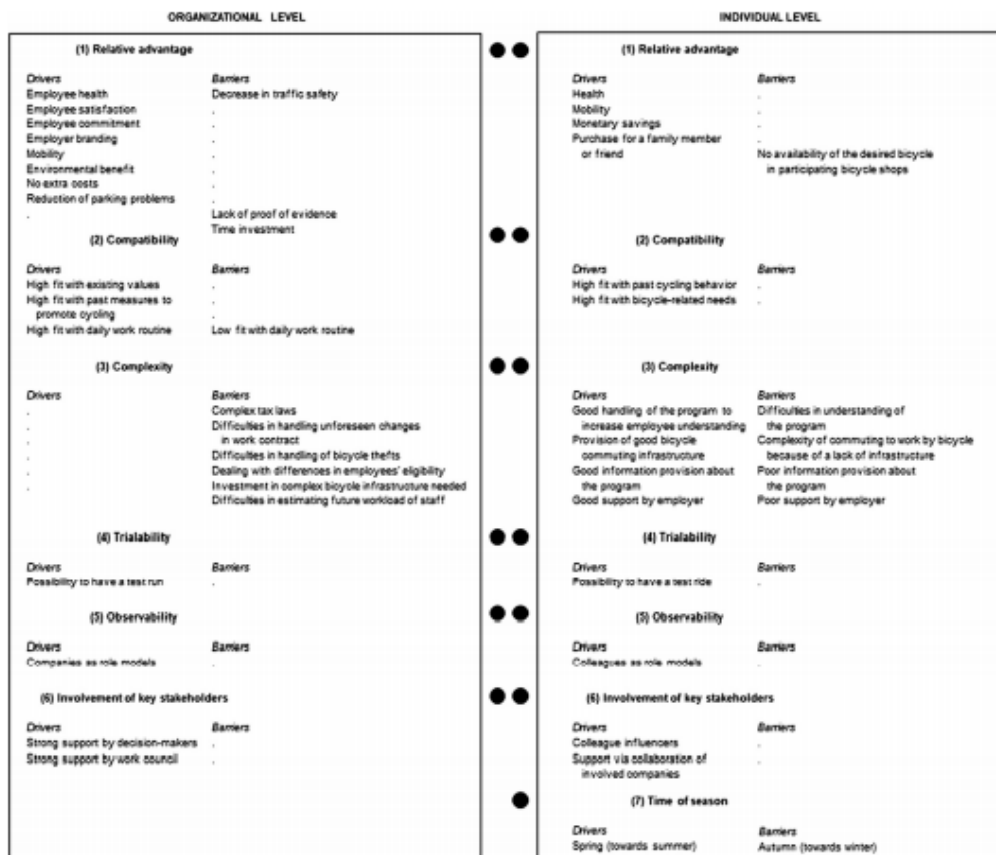 ORGANIZATIONAL LEVEL
(1) Relative advantage
Drivers Barriers
Employee health Decrease in traffic safety
Employee satisfaction .
Employee commitment .
Employer branding .
Mobility .
Environmental benefit .
No extra costs .
Reduction of parking problems .
. Lack of proof of evidence
Time investment
(2) Compatibility
Drivers Barriers
High fit with existing values .
High fit with past measures to
promote cycling .
High fit with daily work routine Low fit with daily work routine
(3) Complexity
Drivers Barriers
. Complex tax laws
. Difficulties in handling unforeseen changes
in work contract
. Difficulties in handling of bicycle thefts
. Dealing with differences in employees' eligibility
. Investment in complex bicycle infrastructure needed
Difficulties in estimating future workload of staff
(4) Trialability
Drivers Barriers
Possibility to have a test run .
(5) Observability
Drivers Barriers
Companies as role models .
(6) Involvement of key stakeholders
Drivers Barriers
Strong support by decision-makers .
Strong support by work council .
INDIVIDUAL LEVEL
(1) Relative advantage
Drivers Barriers
Health .
Mobility .
Monetary savings .
Purchase for a family member
or friend No availability of the desired bicycle
in participating bicycle shops
(2) Compatibility
Drivers Barriers
High fit with past cycling behavior .
High fit with bicycle-related needs .
(3) Complexity
Drivers Barriers
Good handling of the program to Difficulties in understanding of
increase employee understanding the program
Provision of good bicycle Complexity of commuting to work by bicycle
commuting infrastructure because of a lack of infrastructure
Good information provision about Poor information provision about
the program the program
Good support by employer Poor support by employer
(4) Trialability
Drivers Barriers
Possibility to have a test ride .
(5) Observability
Drivers Barriers
Colleagues as role models .
(6) Involvement of key stakeholders
Drivers Barriers
Colleague influencers .
Support via collaboration of .
involved companies
(7) Time of season
Drivers Barriers
Spring (towards summer) Autumn (towards winter)